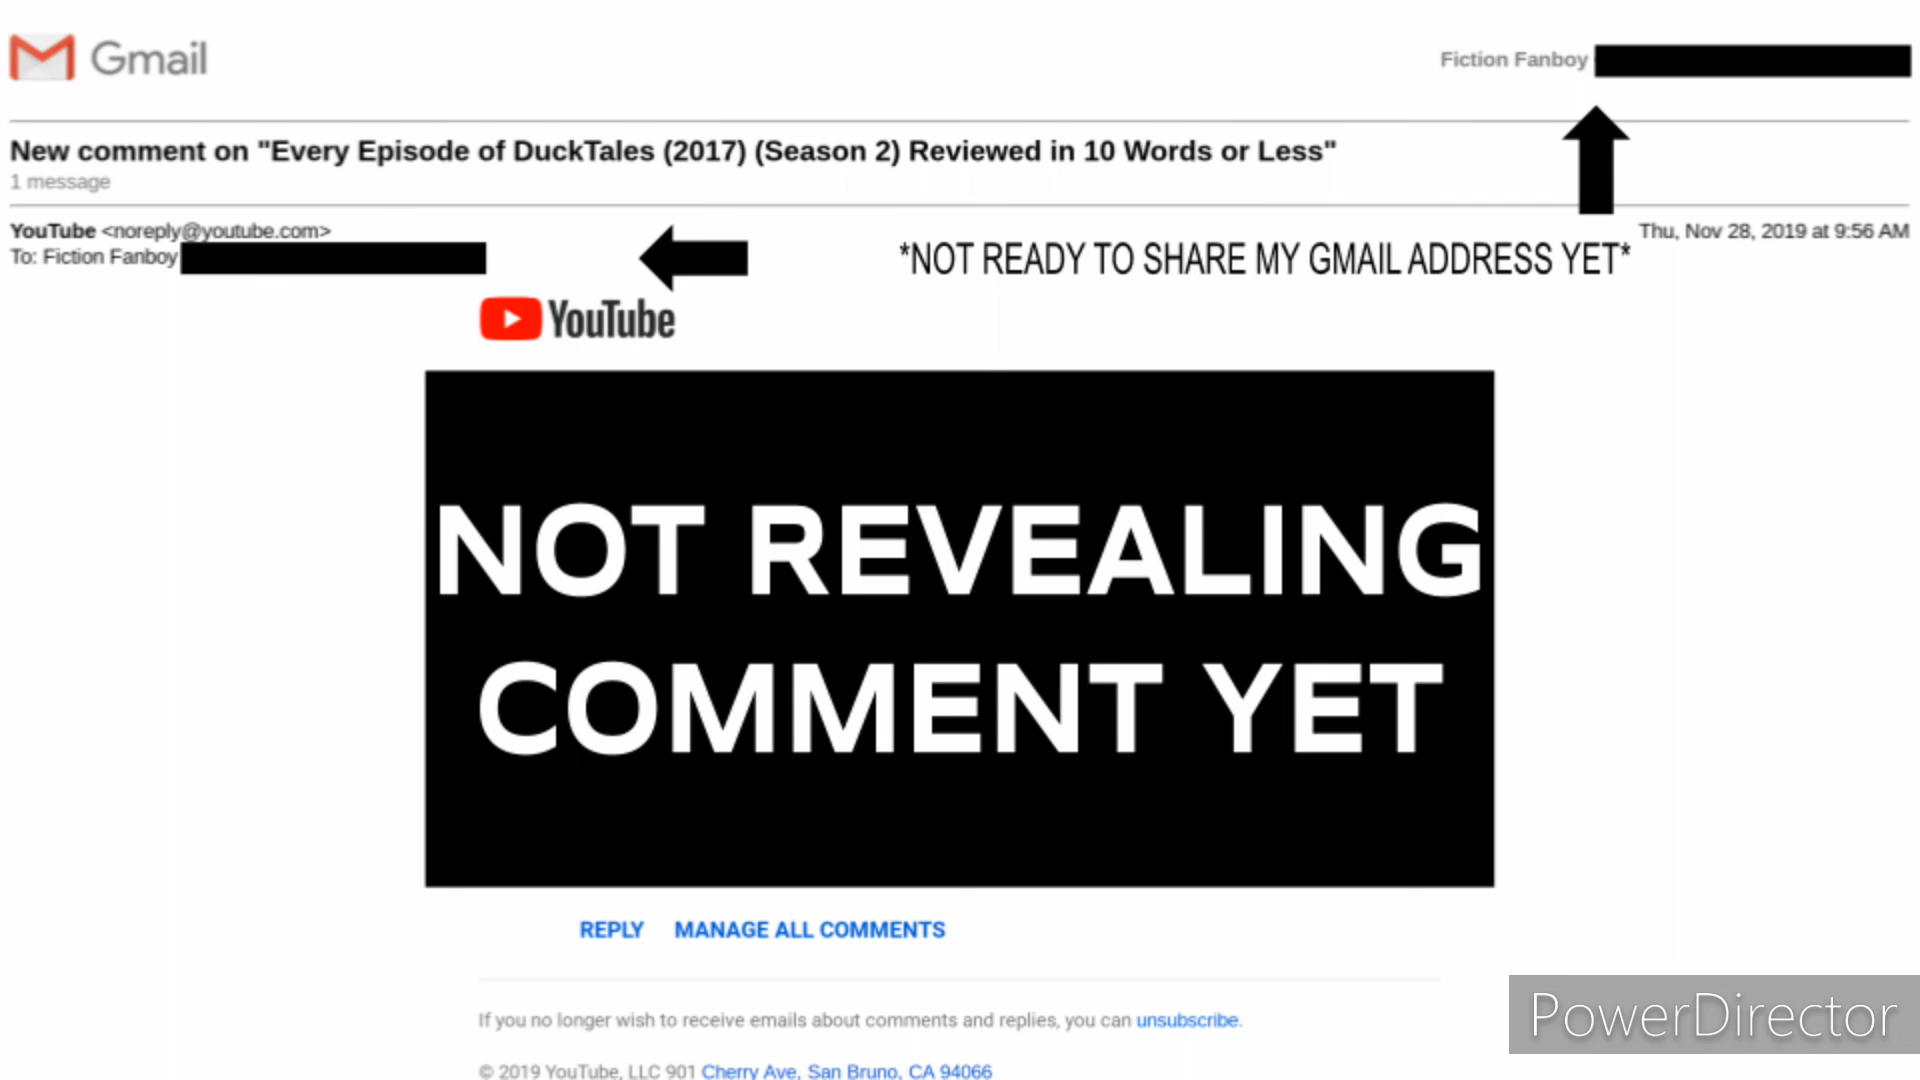 Gmail
Fiction Fanboy
New comment on "Every Episode of DuckTales (2017) (Season 2) Reviewed in 10 Words or Less"
1 message
YouTube <noreply@youtube.com>
Thu, Nov 28, 2019 at 9:56 AM
To: Fiction Fanboy
*NOT READY TO SHARE MY GMAIL ADDRESS YET*
YouTube
NOT REVEALING
COMMENT YET
REPLY MANAGE ALL COMMENTS
If you no longer wish to receive emails about comments and replies, you can unsubscribe.
© 2019 YouTube, LLC 901 Cherry Ave, San Bruno, CA 94066
PowerDirector